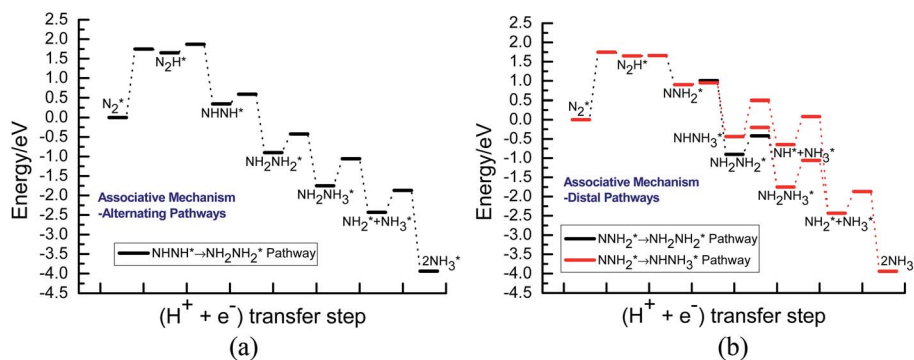 (a)
Energy/eV
2.5
2.0
1.5
1.0
0.5
0.0
-0.5
-1.0
-1.5
-2.0
-2.5
-3.0
-3.5
-4.0
-4.5
N2*
N2H*
NHNH*
NH2NH2*
NH2NH3*
NH2*+NH3*
2NH3*
Associative Mechanism
-Alternating Pathways
NHNH*→NH2NH2* Pathway
(H+ + e-) transfer step
(a)
(b)
Energy/eV
2.5
2.0
1.5
1.0
0.5
0.0
-0.5
-1.0
-1.5
-2.0
-2.5
-3.0
-3.5
-4.0
-4.5
N2*
N2H*
NNH2*
NHNH3*
NH2NH2*
NH*+NH3*
NH2NH3*
NH2*+NH3*
2NH3
Associative Mechanism
-Distal Pathways
NNH2*→NH2NH2* Pathway
NNH2*→NHNH3* Pathway
(H+ + e-) transfer step
(b)